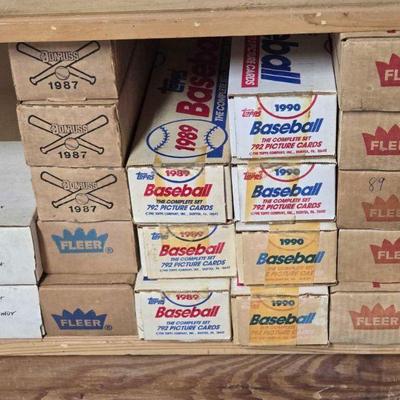 DONRUSS
1987
DONRUSS
1987
DONRUSS
1987
FLEER
FLEER
Topps
1989
Topps
1989
Baseball
THE COMPLETE SET
792 PICTURE CARDS
Topps
1989
Baseball
THE COMPLETE SET
792 PICTURE CARDS
Topps
1989
Baseball
THE COMPLETE SET
792 PICTURE CARDS
PICTURE CARDS
Topps
1990
Baseball
THE COMPLETE SET
792 PICTURE CARDS
Topps
1990
Baseball
THE COMPLETE SET
792 PICTURE CARDS
1990
Baseball
THE COMPLETE SET
792 PICTURE CAR
Topps
1990
Baseball
THE COMPLETE SET
792 PICTURE CARDS
FLEER
FLEER
89
FLEER
FLEER
FLEER